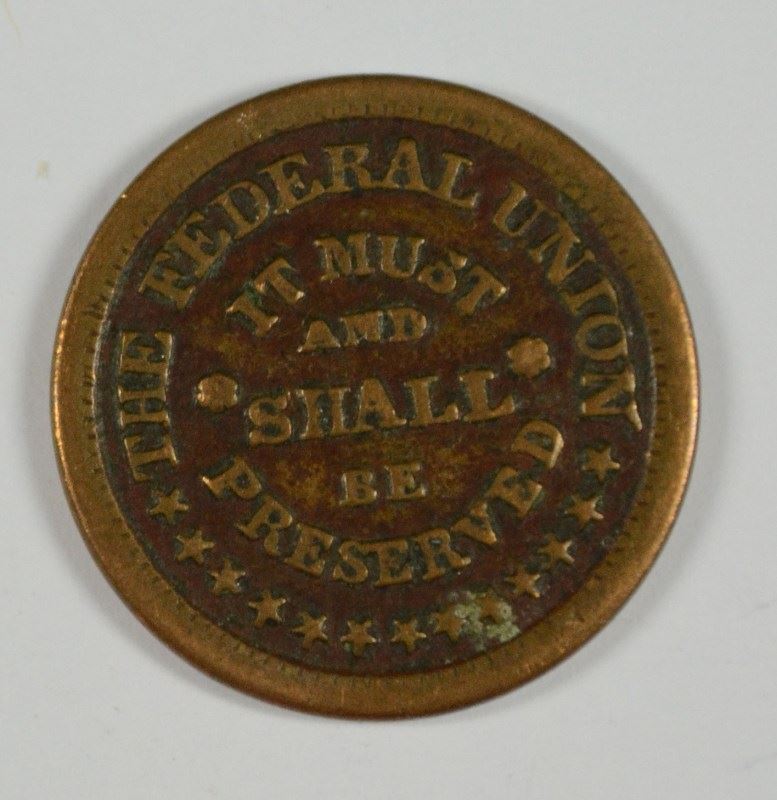 THE FEDERAL UNION
IT MUST
AND
SHALL
BE
PRESERVED